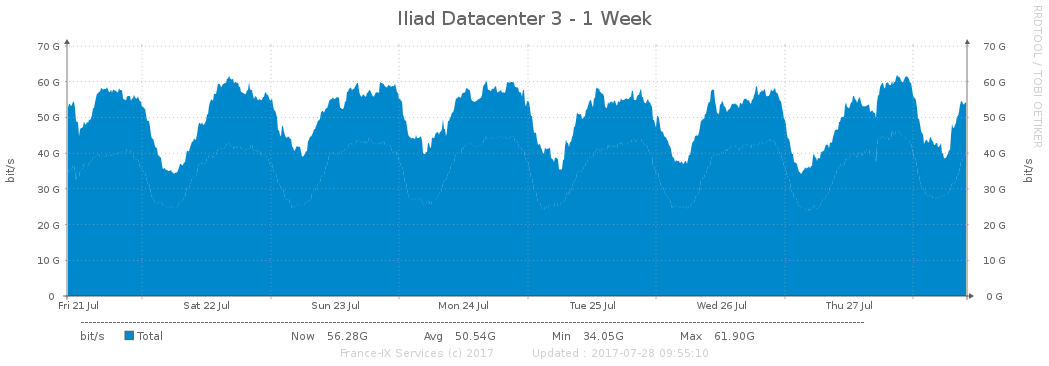 Iliad Datacenter 3 - 1 Week
RRDTOOL / TOBI OETIKER
70 G 70 G
60 G 60 G
50 G 50 G
40 G 40 G
30 G 30 G
20 G 20 G
10 G 10 G
0 0 G
bit/s
bit/s
Fri 21 Jul Sat 22 Jul Sun 23 Jul Mon 24 Jul Tue 25 Jul Wed 26 Jul Thu 27 Jul
bit/s Total Now 56.28G Avg 50.54G Min 34.05G Max 61.90G
France-IX Services (c) 2017 Updated : 2017-07-28 09:55:10